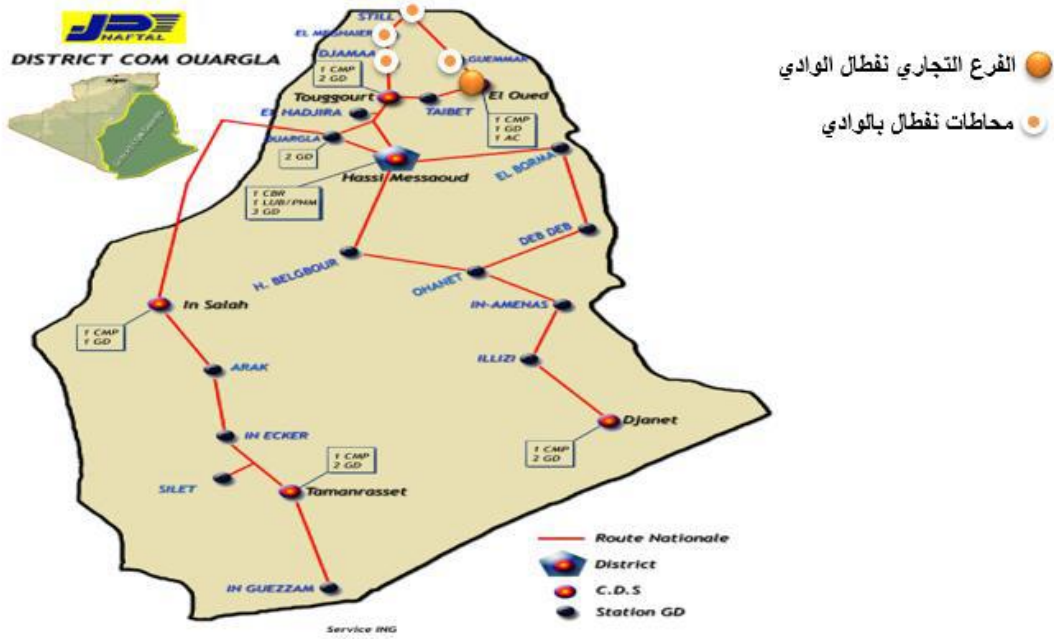 NAFTAL
DISTRICT COM OUARGLA
STILL
EL MEGHAIER
DJAMAA
GUEMMAR
1 CMP
2 GD
Touggourt
TAIBET
El Oued
1 CMP
1 GD
1 AC
EL HADJIRA
OUARGLA
2 GD
Hassi Messaoud
EL BORMA
1 CBR
1 LUB/PNM
3 GD
DEB DEB
H. BELGBOUR
OHANET
In Salah
IN-AMENAS
1 CMP
1 GD
ILLIZI
ARAK
Djanet
IN ECKER
1 CMP
2 GD
1 CMP
2 GD
SILET
Tamanrasset
IN GUEZZAM
Route Nationale
District
C.D.S
Station GD
Service ING
الفرع التجاري نفطال الوادي
محاطات نفطال بالوادي